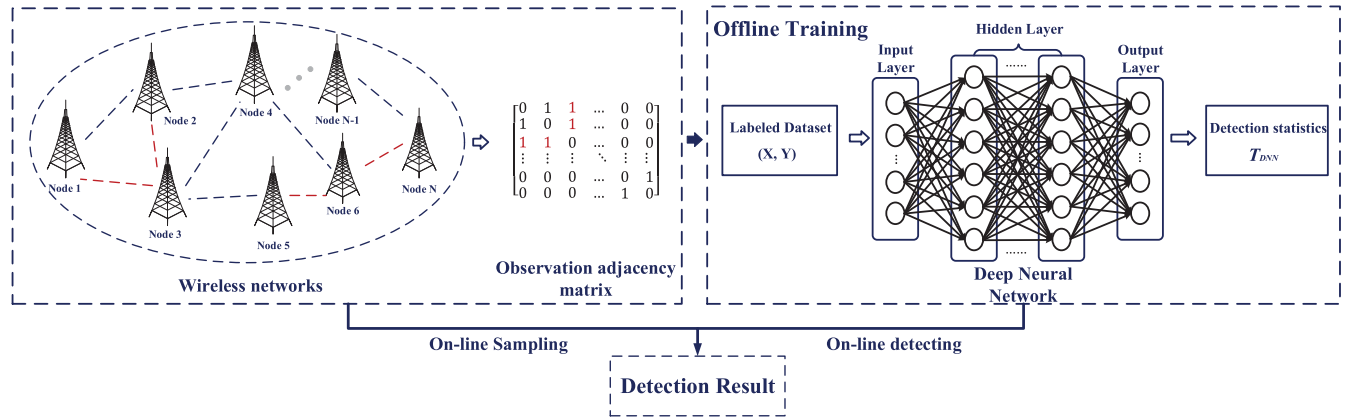 Node 1
Node 2
Node 3
Node 4
Node 5
Node 6
Node N-1
Node N
Wireless networks
0 1 1 ... 0 0
1 0 1 ... 0 0
1 1 0 ... 0 0
⋮ ⋮ ⋮ ⋱ ⋮ ⋮
0 0 0 ... 0 1
0 0 0 ... 1 0
Observation adjacency
matrix
Offline Training
Labeled Dataset
(X, Y)
Input
Layer
Hidden Layer
......
......
Output
Layer
Deep Neural
Network
Detection statistics
TDNN
On-line Sampling
On-line detecting
Detection Result